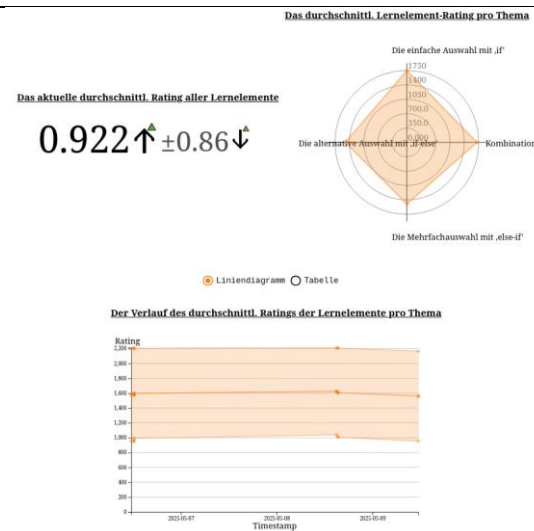 Das durchschnittl. Lernelement-Rating pro Thema
Die einfache Auswahl mit ‚if'
1750
1400
1050
700.0
350.0
0.000
Die alternative Auswahl mit ‚if-else'
Kombination
Die Mehrfachauswahl mit ‚else-if'
Das aktuelle durchschnittl. Rating aller Lernelemente
0.922 ±0.86
Liniendiagramm Tabelle
Der Verlauf des durchschnittl. Ratings der Lernelemente pro Thema
Rating
2,200
2,000
1,800
1,600
1,400
1,200
1,000
800
600
400
200
0
2025-05-07 2025-05-08 2025-05-09
Timestamp